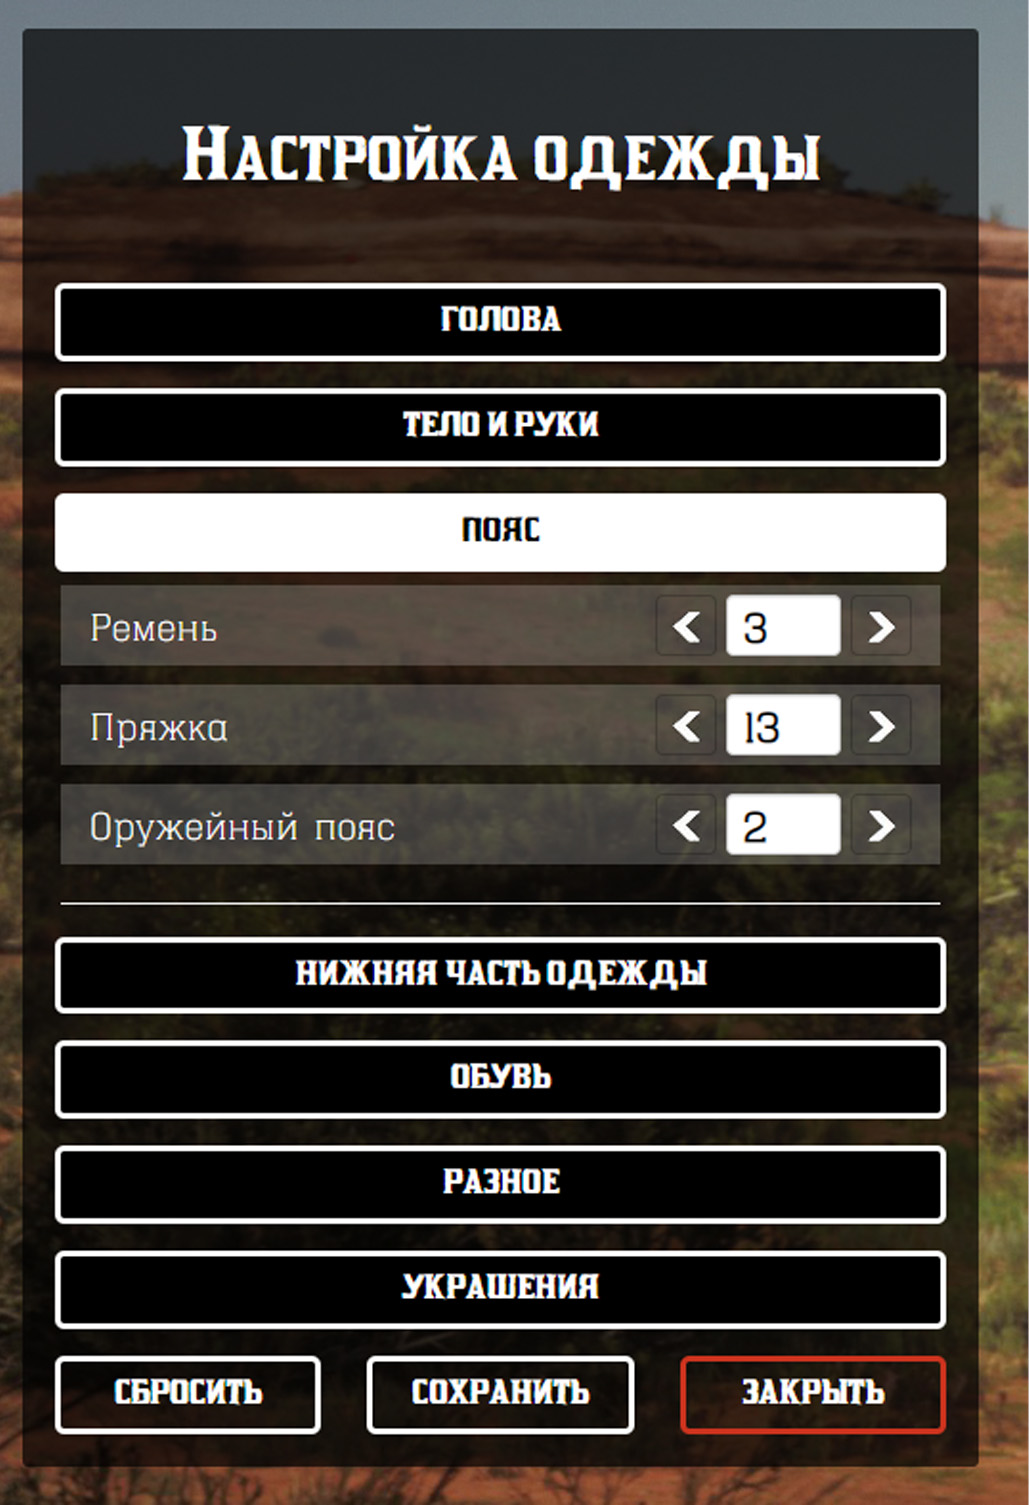 Настройка одежды
ГОЛОВА
ТЕЛО И РУКИ
ПОЯС
Ремень < 3 >
Пряжка < 13 >
Оружейный пояс < 2 >
НИЖНЯЯ ЧАСТЬ ОДЕЖДЫ
ОБУВЬ
РАЗНОЕ
УКРАШЕНИЯ
СБРОСИТЬ СОХРАНИТЬ ЗАКРЫТЬ